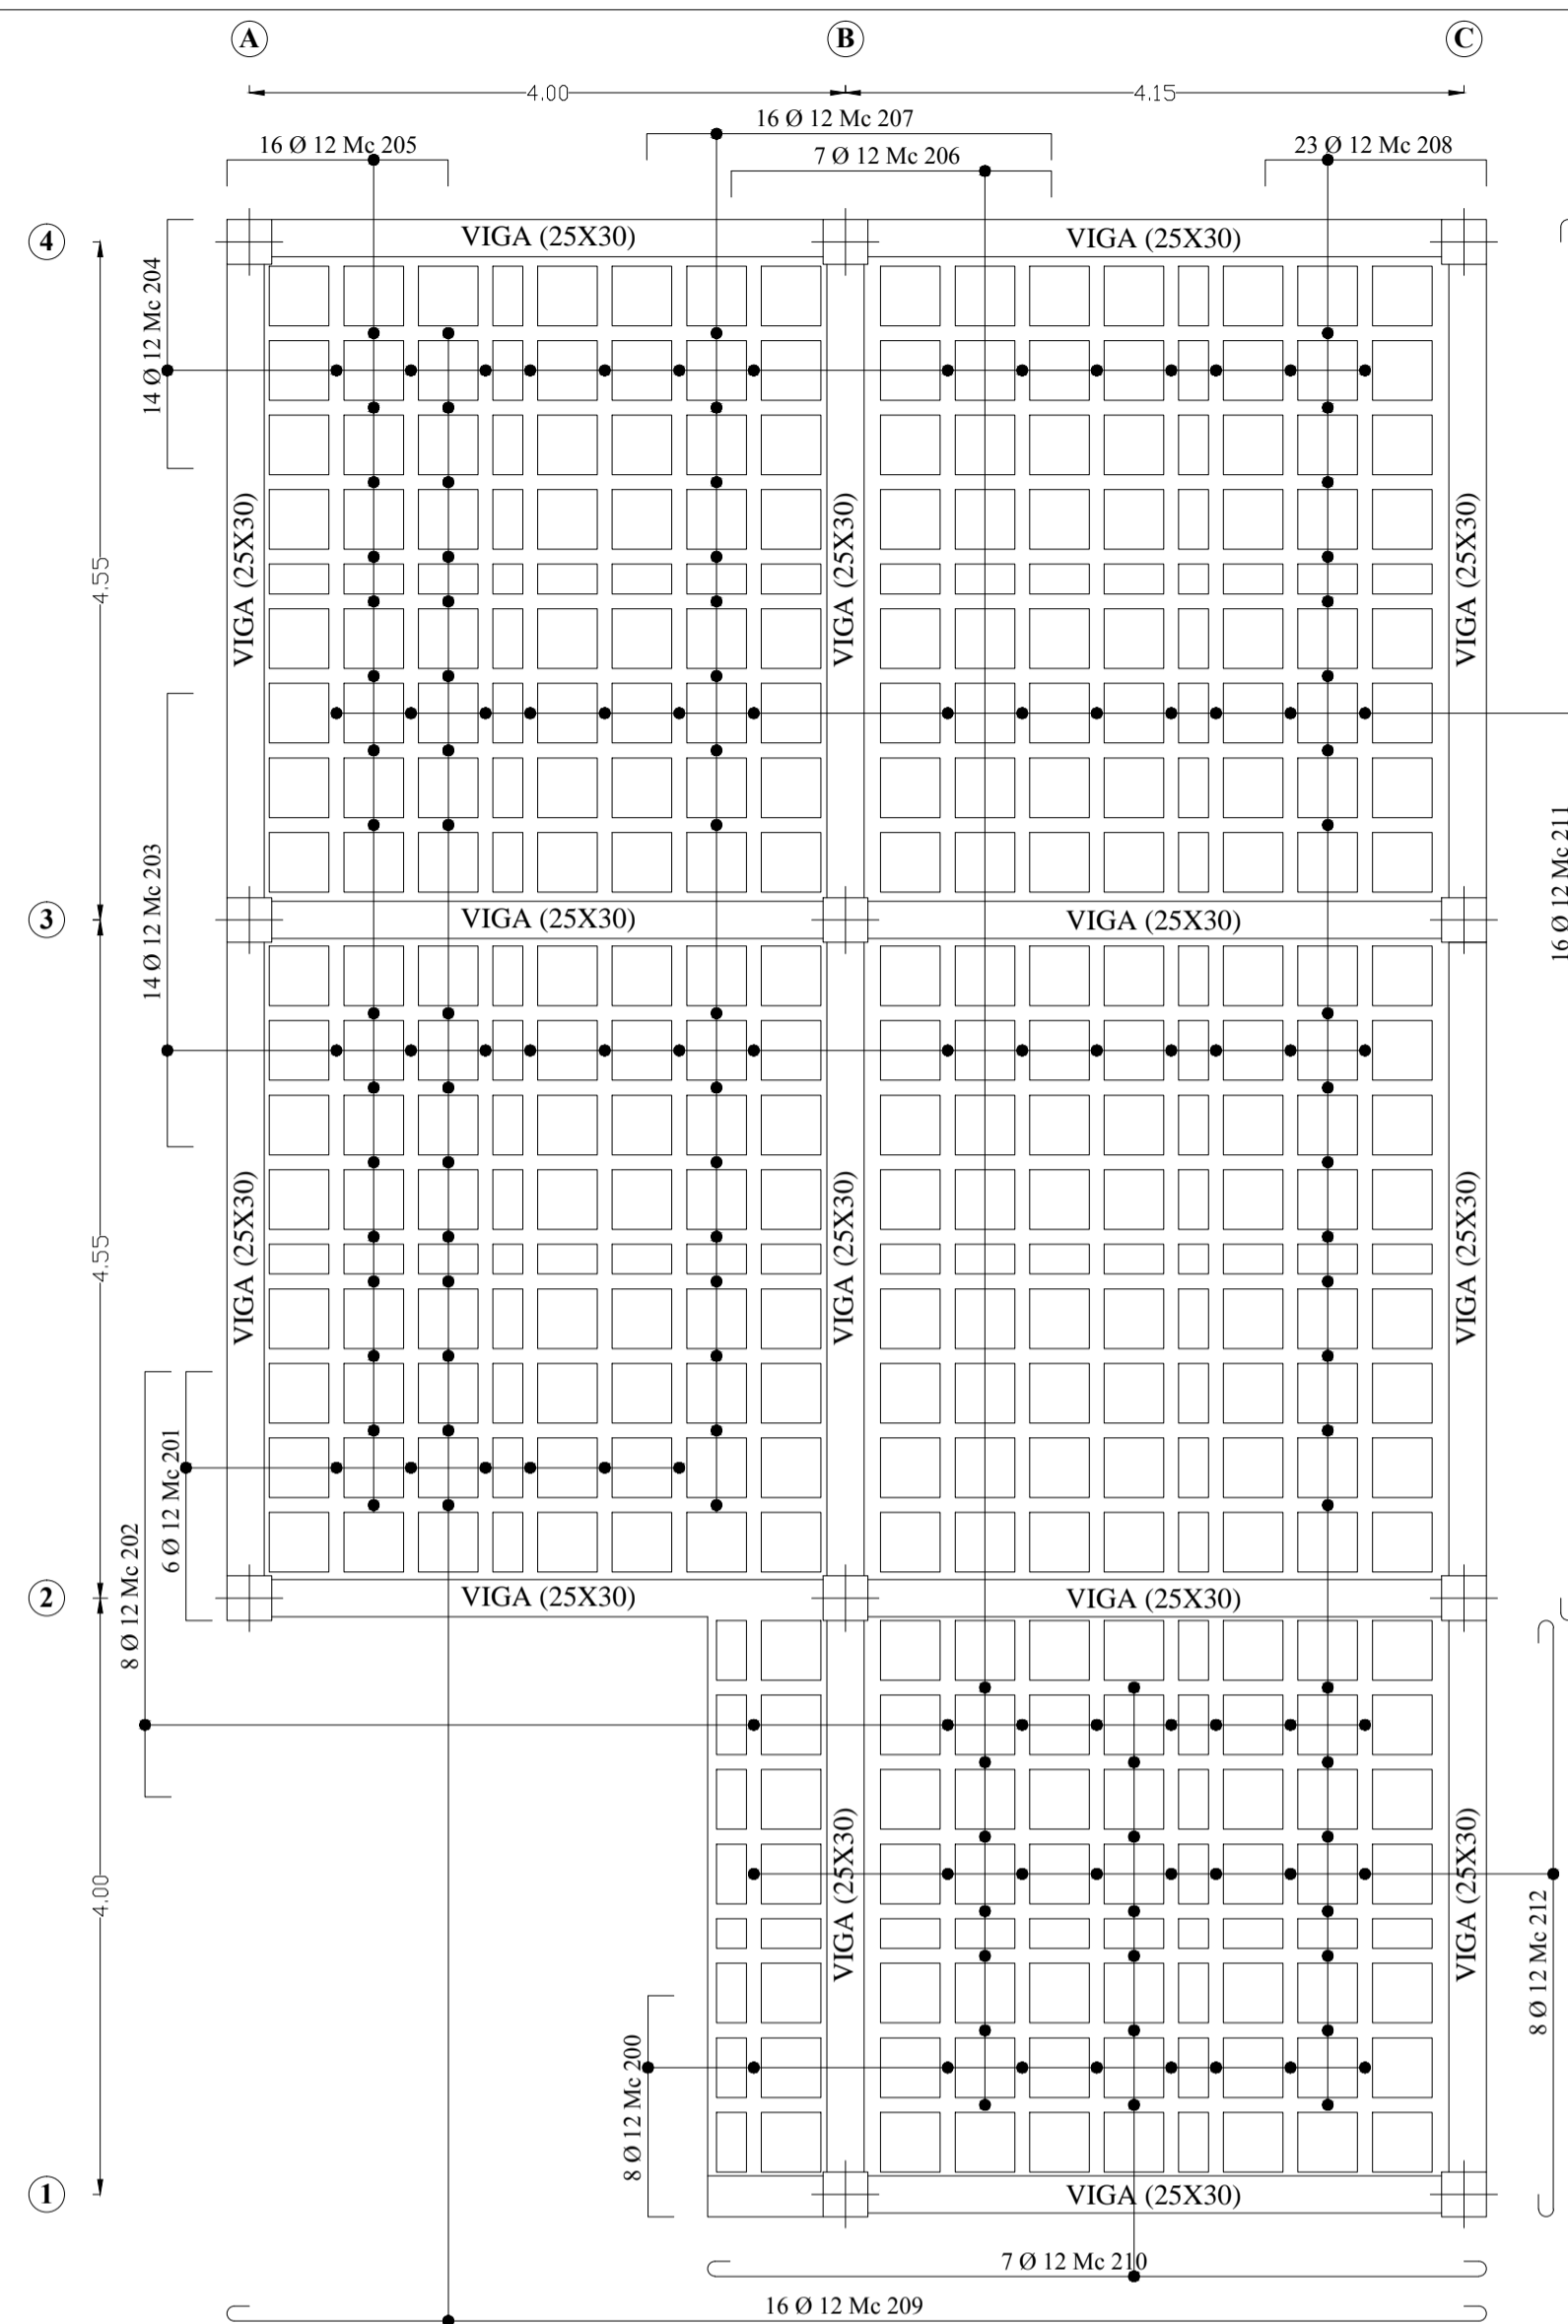 A
B
C
4.00
4.15
16 Ø 12 Mc 207
16 Ø 12 Mc 205
7 Ø 12 Mc 206
23 Ø 12 Mc 208
4
VIGA (25X30)
VIGA (25X30)
14 Ø 12 Mc 204
4.55
VIGA (25X30)
VIGA (25X30)
VIGA (25X30)
14 Ø 12 Mc 203
16 Ø 12 Mc 211
3
VIGA (25X30)
VIGA (25X30)
4.55
VIGA (25X30)
VIGA (25X30)
VIGA (25X30)
6 Ø 12 Mc 201
8 Ø 12 Mc 202
2
VIGA (25X30)
VIGA (25X30)
4.00
VIGA (25X30)
VIGA (25X30)
8 Ø 12 Mc 212
8 Ø 12 Mc 200
1
VIGA (25X30)
7 Ø 12 Mc 210
16 Ø 12 Mc 209